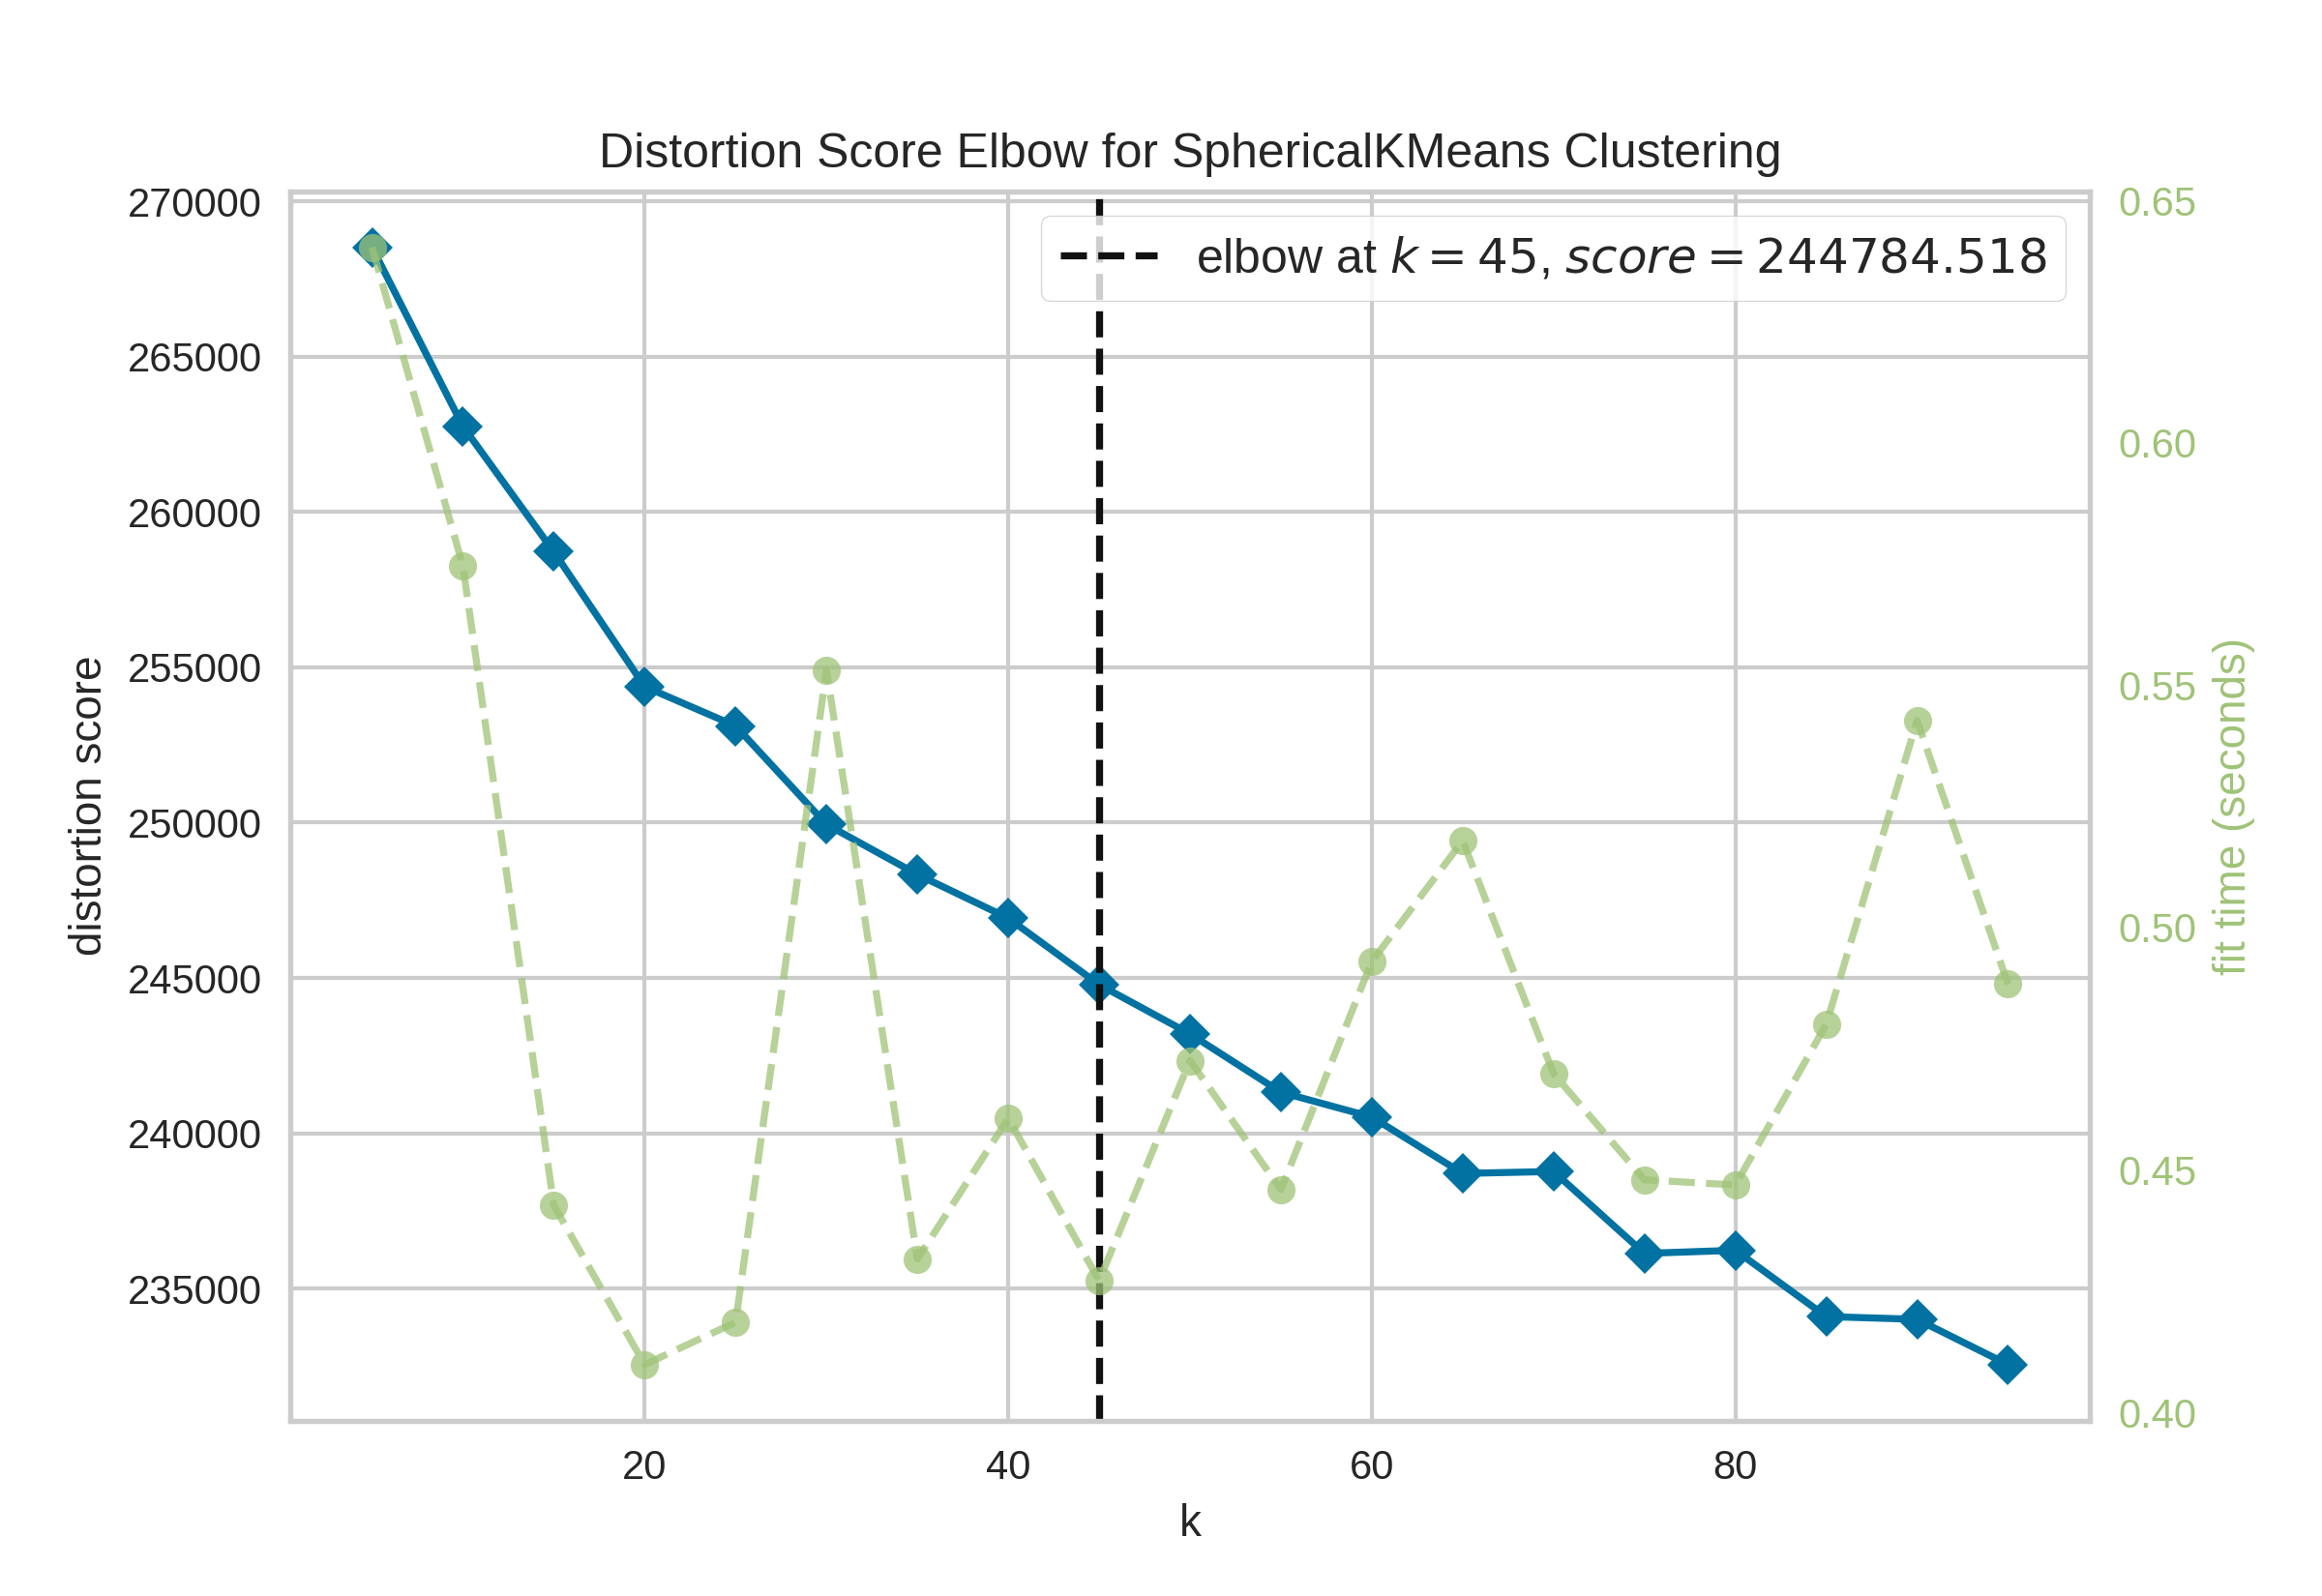 Distortion Score Elbow for SphericalKMeans Clustering
elbow at k = 45, score = 244784.518
distortion score
270000
265000
260000
255000
250000
245000
240000
235000
0.65
0.60
0.55
0.50
0.45
0.40
fit time (seconds)
20 40 60 80
k